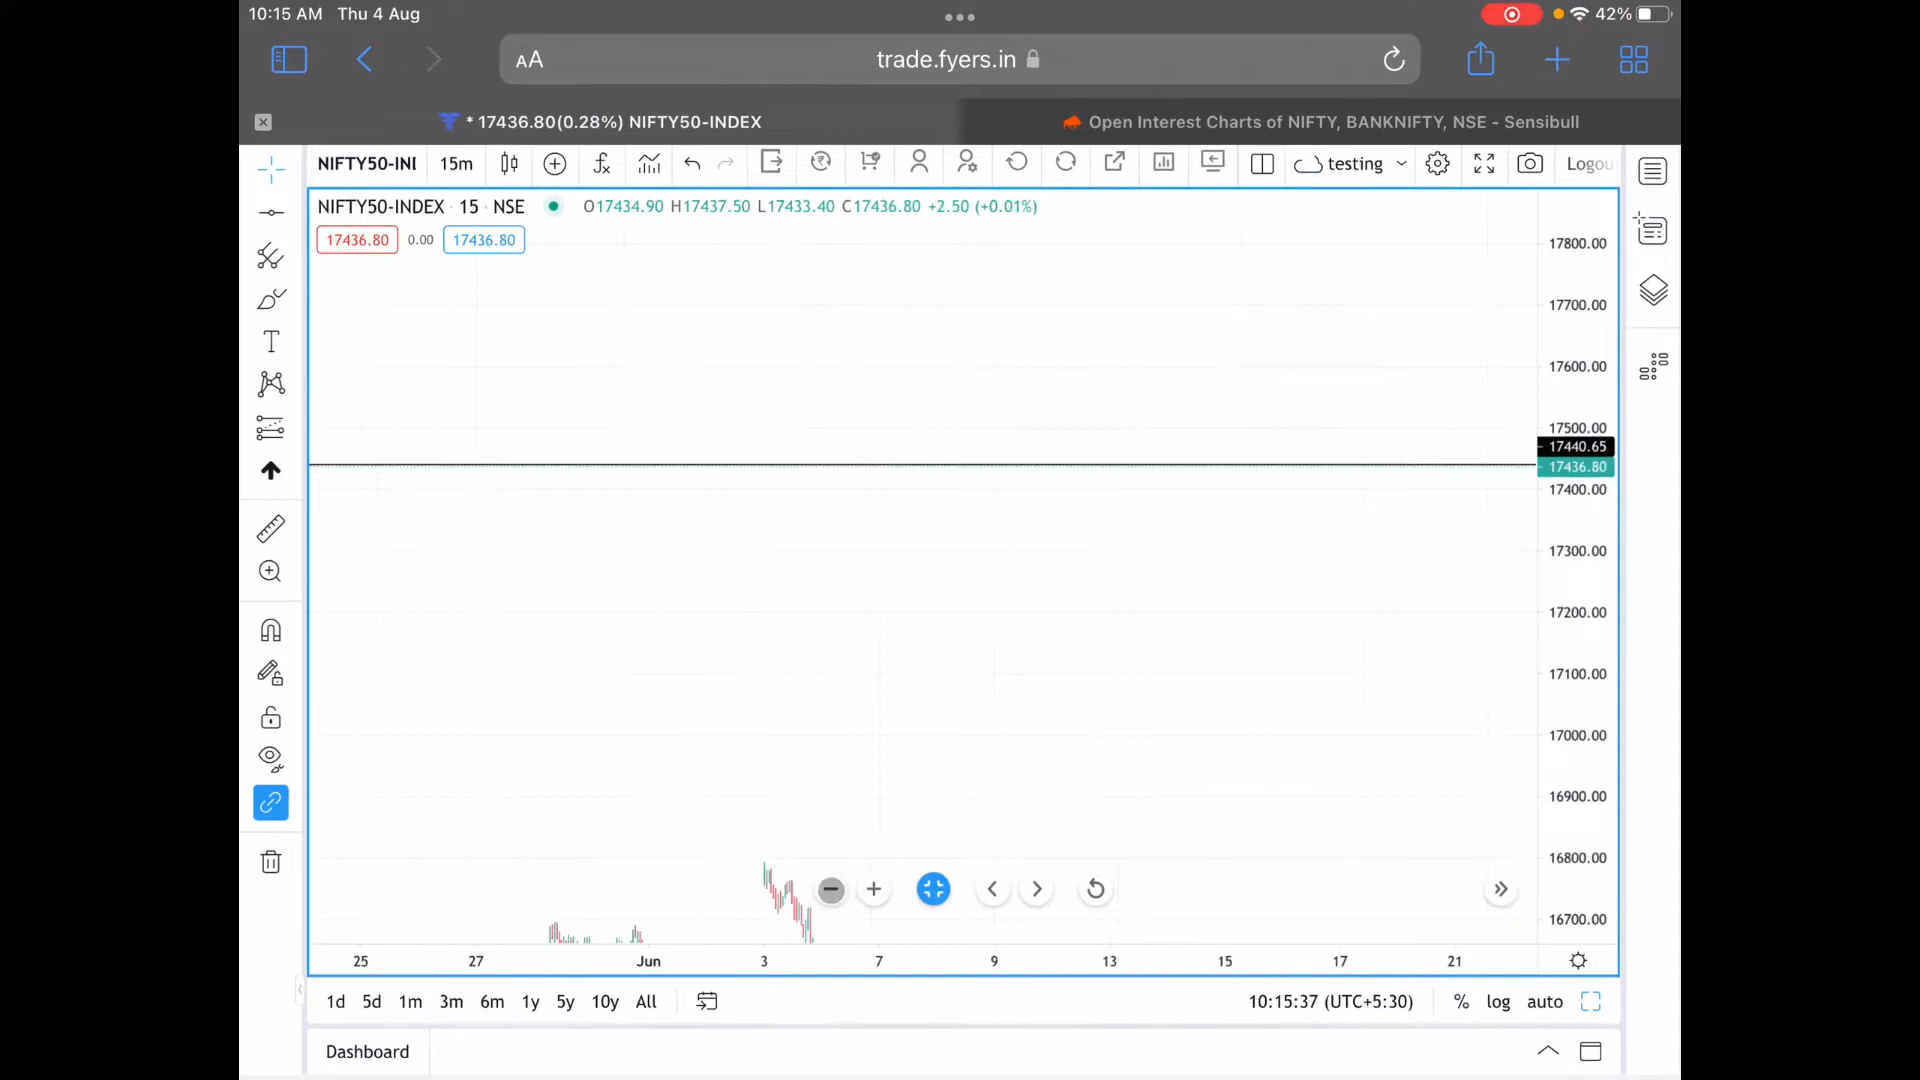 10:15 AM Thu 4 Aug
42%
AA
trade.fyers.in
* 17436.80(0.28%) NIFTY50-INDEX
Open Interest Charts of NIFTY, BANKNIFTY, NSE - Sensibull
NIFTY50-INI 15m
testing
Logou
NIFTY50-INDEX · 15 · NSE
O17434.90 H17437.50 L17433.40 C17436.80 +2.50 (+0.01%)
17436.80 0.00 17436.80
17800.00
17700.00
17600.00
17500.00
17440.65
17436.80
17400.00
17300.00
17200.00
17100.00
17000.00
16900.00
16800.00
16700.00
25 27 Jun 3 7 9 13 15 17 21
1d 5d 1m 3m 6m 1y 5y 10y All
10:15:37 (UTC+5:30) % log auto
Dashboard